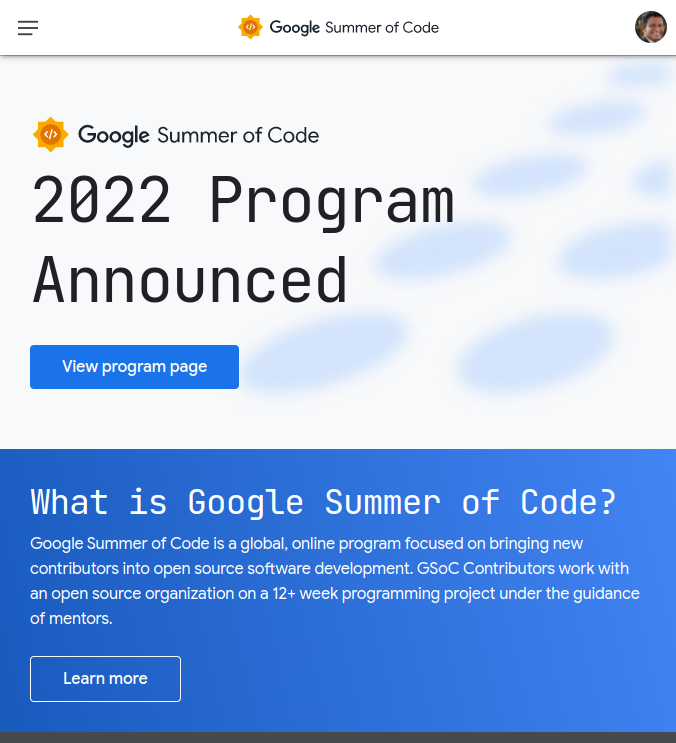 Google Summer of Code
Google Summer of Code
2022 Program
Announced
View program page
What is Google Summer of Code?
Google Summer of Code is a global, online program focused on bringing new
contributors into open source software development. GSoC Contributors work with
an open source organization on a 12+ week programming project under the guidance
of mentors.
Learn more